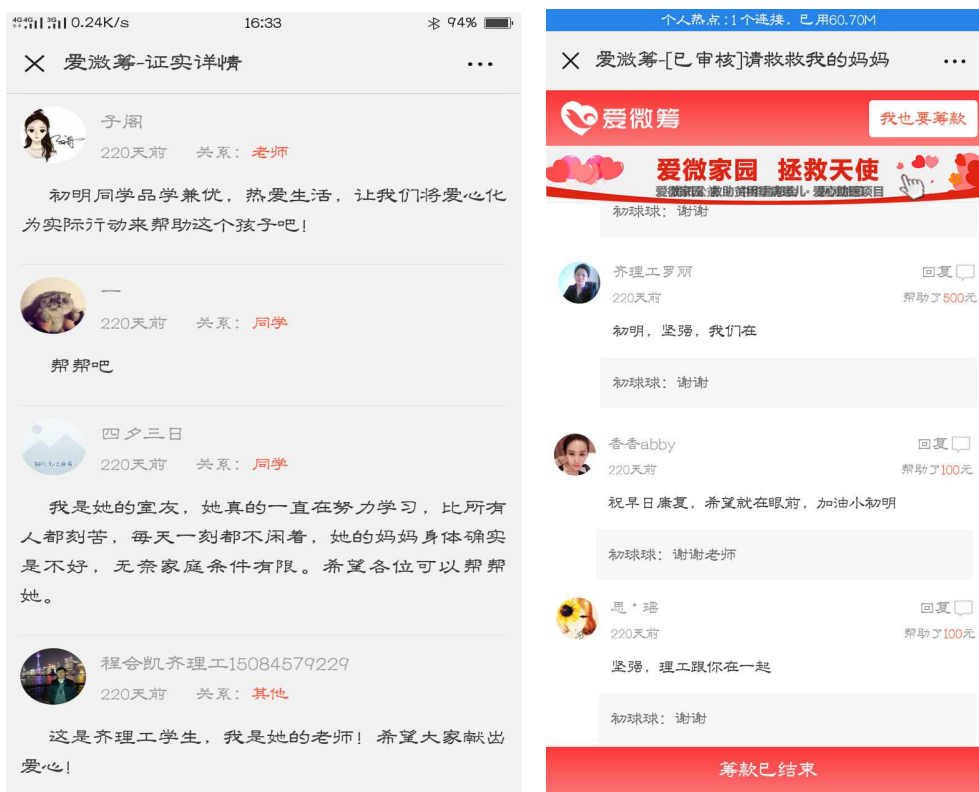 0.24K/s
16:33
94%
爱微筹-证实详情
子阁
220天前 关系：老师
初明同学品学兼优，热爱生活，让我们将爱心化
为实际行动来帮助这个孩子吧！
一
220天前 关系：同学
帮帮吧
四夕三日
220天前 关系：同学
我是她的室友，她真的一直在努力学习，比所有
人都刻苦，每天一刻都不闲着，她的妈妈身体确实
是不好，无奈家庭条件有限。希望各位可以帮帮
她。
程会凯齐理工15084579229
220天前 关系：其他
这是齐理工学生，我是她的老师！希望大家献出
爱心！
个人热点：1个连接，已用60.70M
爱微筹-[已审核]请救救我的妈妈
爱微筹
我也要筹款
爱微家园 拯救天使
初球球：谢谢
齐理工罗丽
回复
220天前
帮助了500元
初明，坚强，我们在
初球球：谢谢
香香abby
回复
220天前
帮助了100元
祝早日康复，希望就在眼前，加油小初明
初球球：谢谢老师
思*瑶
回复
220天前
帮助了100元
坚强，理工跟你在一起
初球球：谢谢
筹款已结束